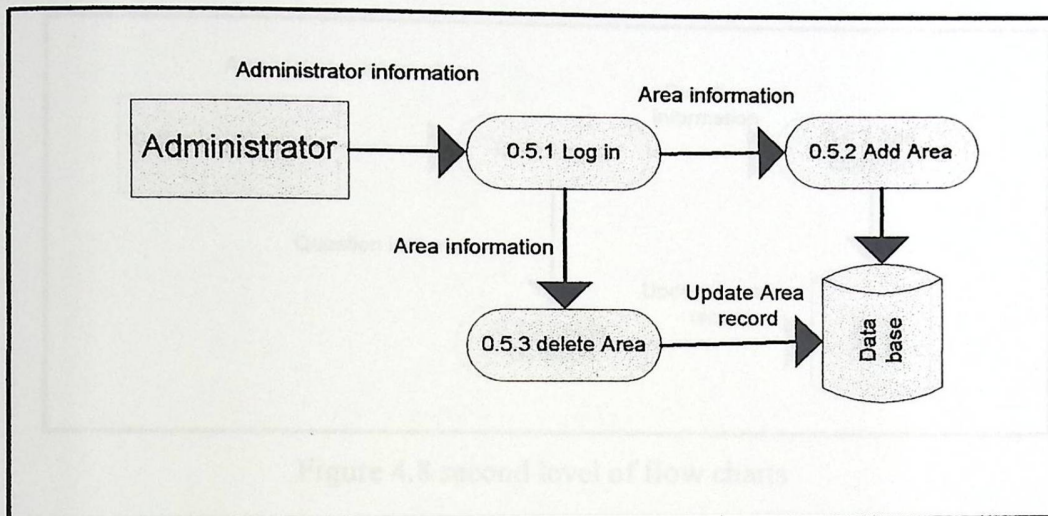 Administrator information
Area information
Administrator
0.5.1 Log in
0.5.2 Add Area
Area information
Update Area
record
0.5.3 delete Area
Data
base
Figure 4.8 second level of flow charts